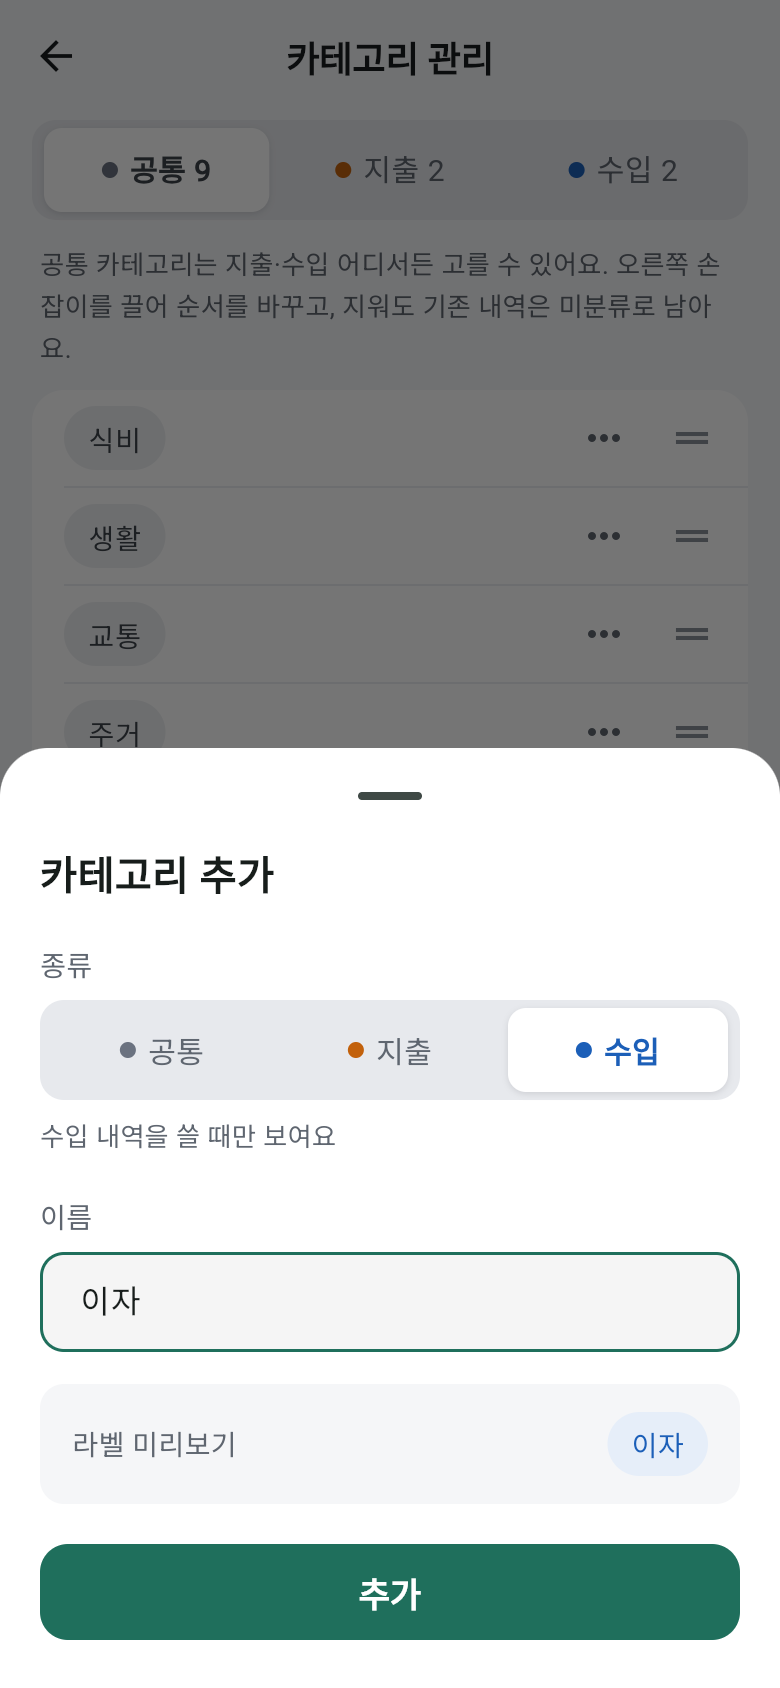 카테고리 관리
공통 9
지출 2
수입 2
공통 카테고리는 지출·수입 어디서든 고를 수 있어요. 오른쪽 손
잡이를 끌어 순서를 바꾸고, 지워도 기존 내역은 미분류로 남아
요.
식비
생활
교통
주거
카테고리 추가
종류
공통
지출
수입
수입 내역을 쓸 때만 보여요
이름
이자
라벨 미리보기
이자
추가